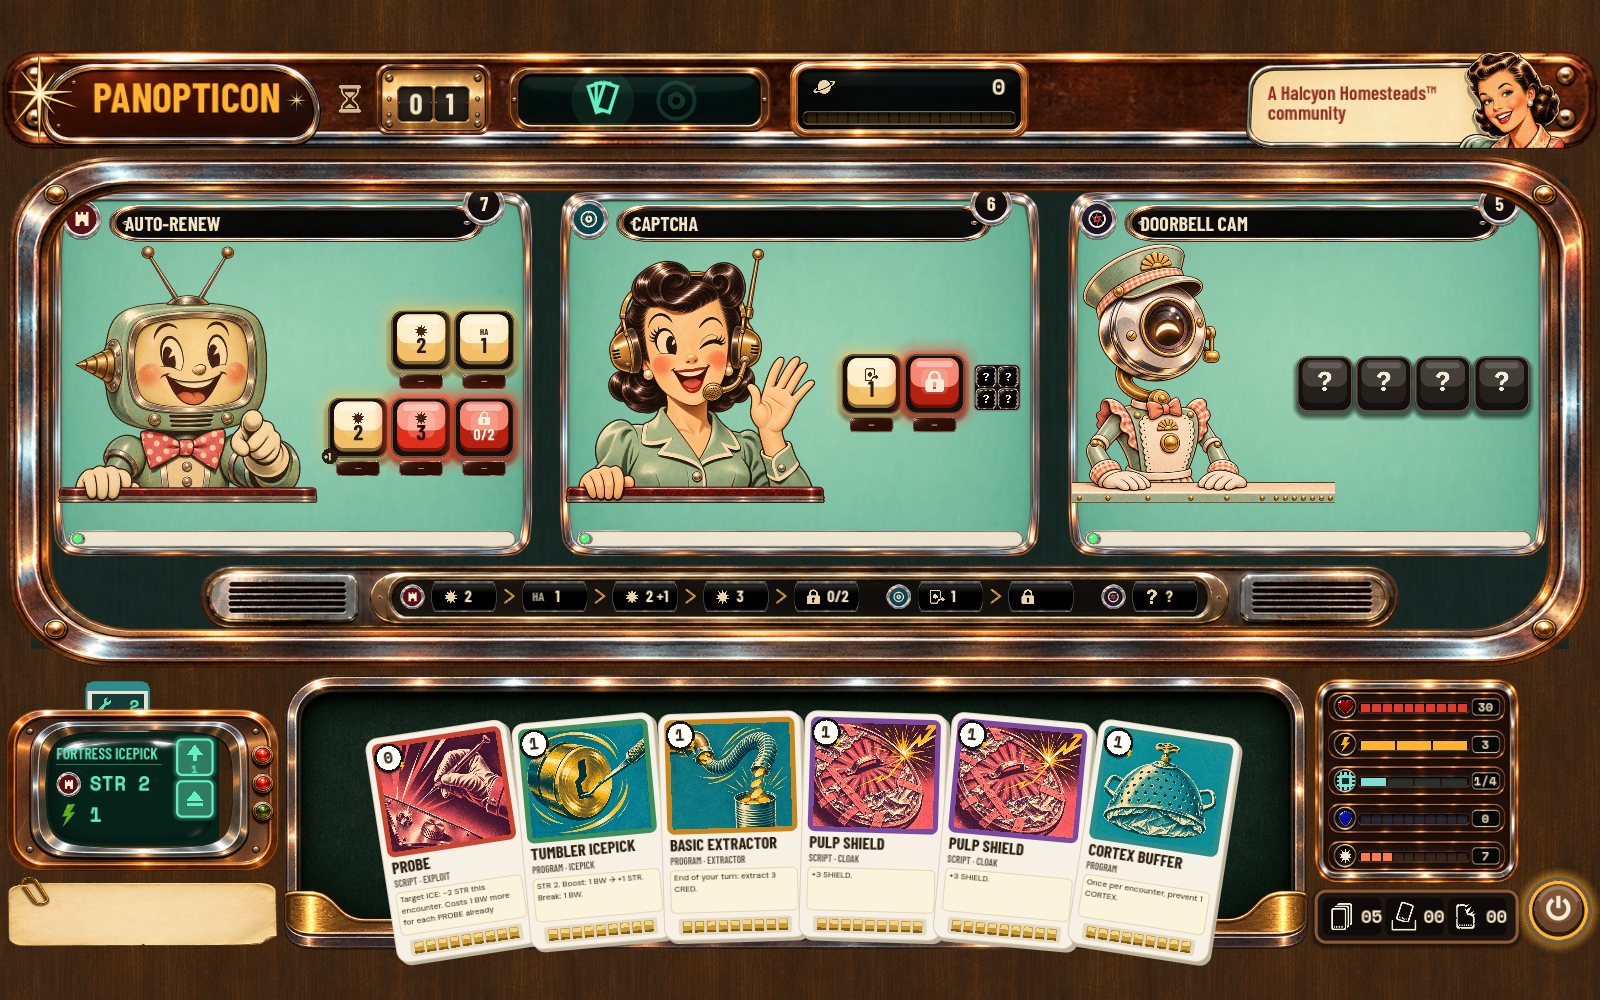 PANOPTICON
0 1
0
A Halcyon Homesteads™
community
AUTO-RENEW
7
2
HA
1
2
+1
3
0/2
CAPTCHA
6
1
? ?
? ?
DOORBELL CAM
5
? ? ? ?
2 > HA 1 > 2+1 > 3 > 0/2
1 >
? ?
2
FORTRESS ICEPICK
STR 2
1
1
0
PROBE
SCRIPT · EXPLOIT
Target ICE: −2 STR this
encounter. Costs 1 BW more
for each PROBE already
1
TUMBLER ICEPICK
PROGRAM · ICEPICK
STR 2. Boost: 1 BW → +1 STR.
Break: 1 BW.
1
BASIC EXTRACTOR
PROGRAM · EXTRACTOR
End of your turn: extract 3
CRED.
1
PULP SHIELD
SCRIPT · CLOAK
+3 SHIELD.
1
PULP SHIELD
SCRIPT · CLOAK
+3 SHIELD.
1
CORTEX BUFFER
PROGRAM
Once per encounter, prevent 1
CORTEX.
30
3
1/4
0
7
05 00 00